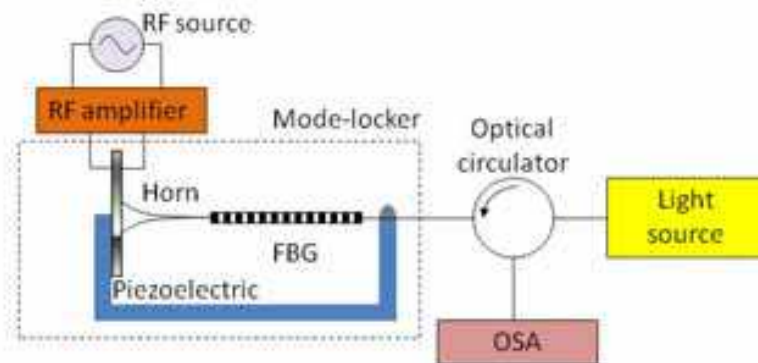 RF source
RF amplifier
Mode-locker
Optical
circulator
Horn
Light
source
FBG
Piezoelectric
OSA